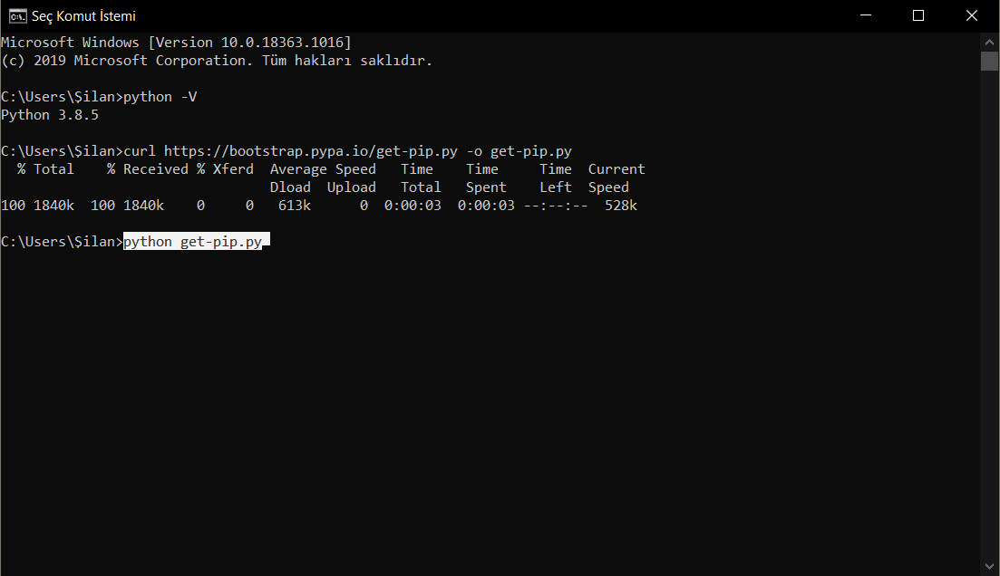 Seç Komut İstemi
Microsoft Windows [Version 10.0.18363.1016]
(c) 2019 Microsoft Corporation. Tüm hakları saklıdır.
C:\Users\Şilan>python -V
Python 3.8.5
C:\Users\Şilan>curl https://bootstrap.pypa.io/get-pip.py -o get-pip.py
  % Total    % Received % Xferd  Average Speed   Time    Time     Time  Current
                                 Dload  Upload   Total   Spent    Left  Speed
100 1840k  100 1840k    0     0   613k      0  0:00:03  0:00:03 --:--:--  528k
C:\Users\Şilan>python get-pip.py